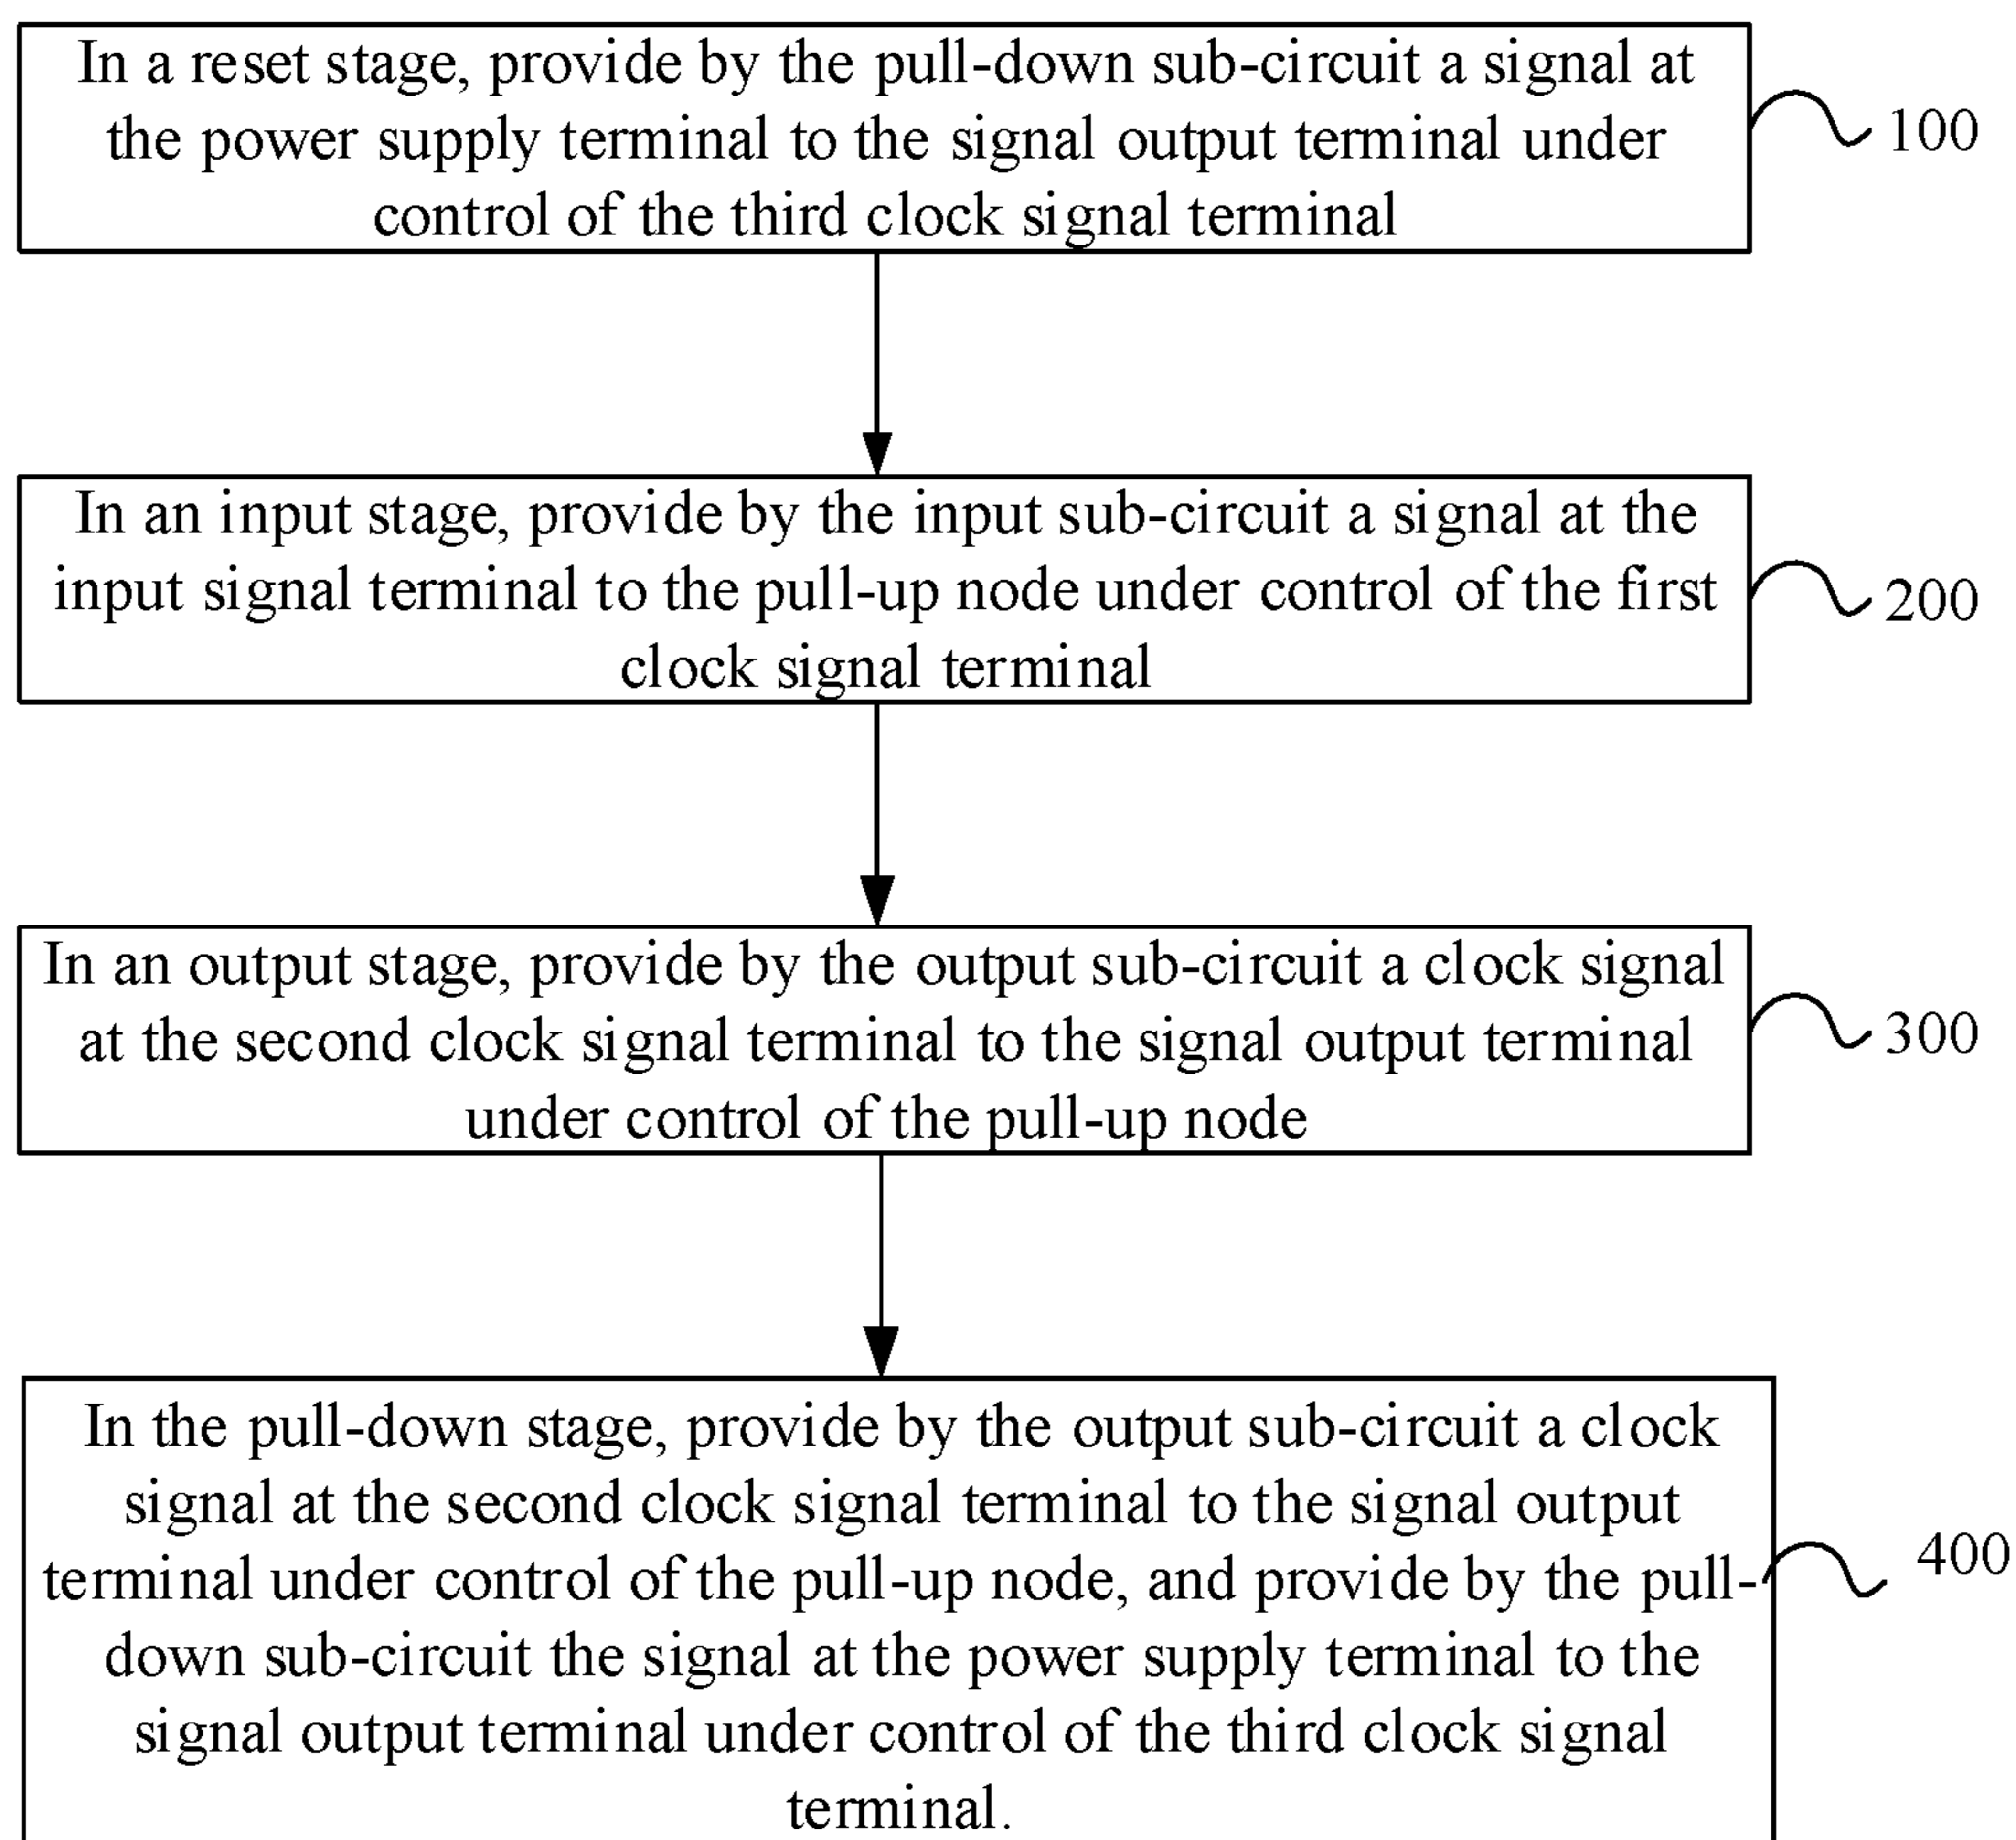 In a reset stage, provide by the pull-down sub-circuit a signal at
the power supply terminal to the signal output terminal under
control of the third clock signal terminal
100
In an input stage, provide by the input sub-circuit a signal at the
input signal terminal to the pull-up node under control of the first
clock signal terminal
200
In an output stage, provide by the output sub-circuit a clock signal
at the second clock signal terminal to the signal output terminal
under control of the pull-up node
300
In the pull-down stage, provide by the output sub-circuit a clock
signal at the second clock signal terminal to the signal output
terminal under control of the pull-up node, and provide by the pull-
down sub-circuit the signal at the power supply terminal to the
signal output terminal under control of the third clock signal
terminal.
400